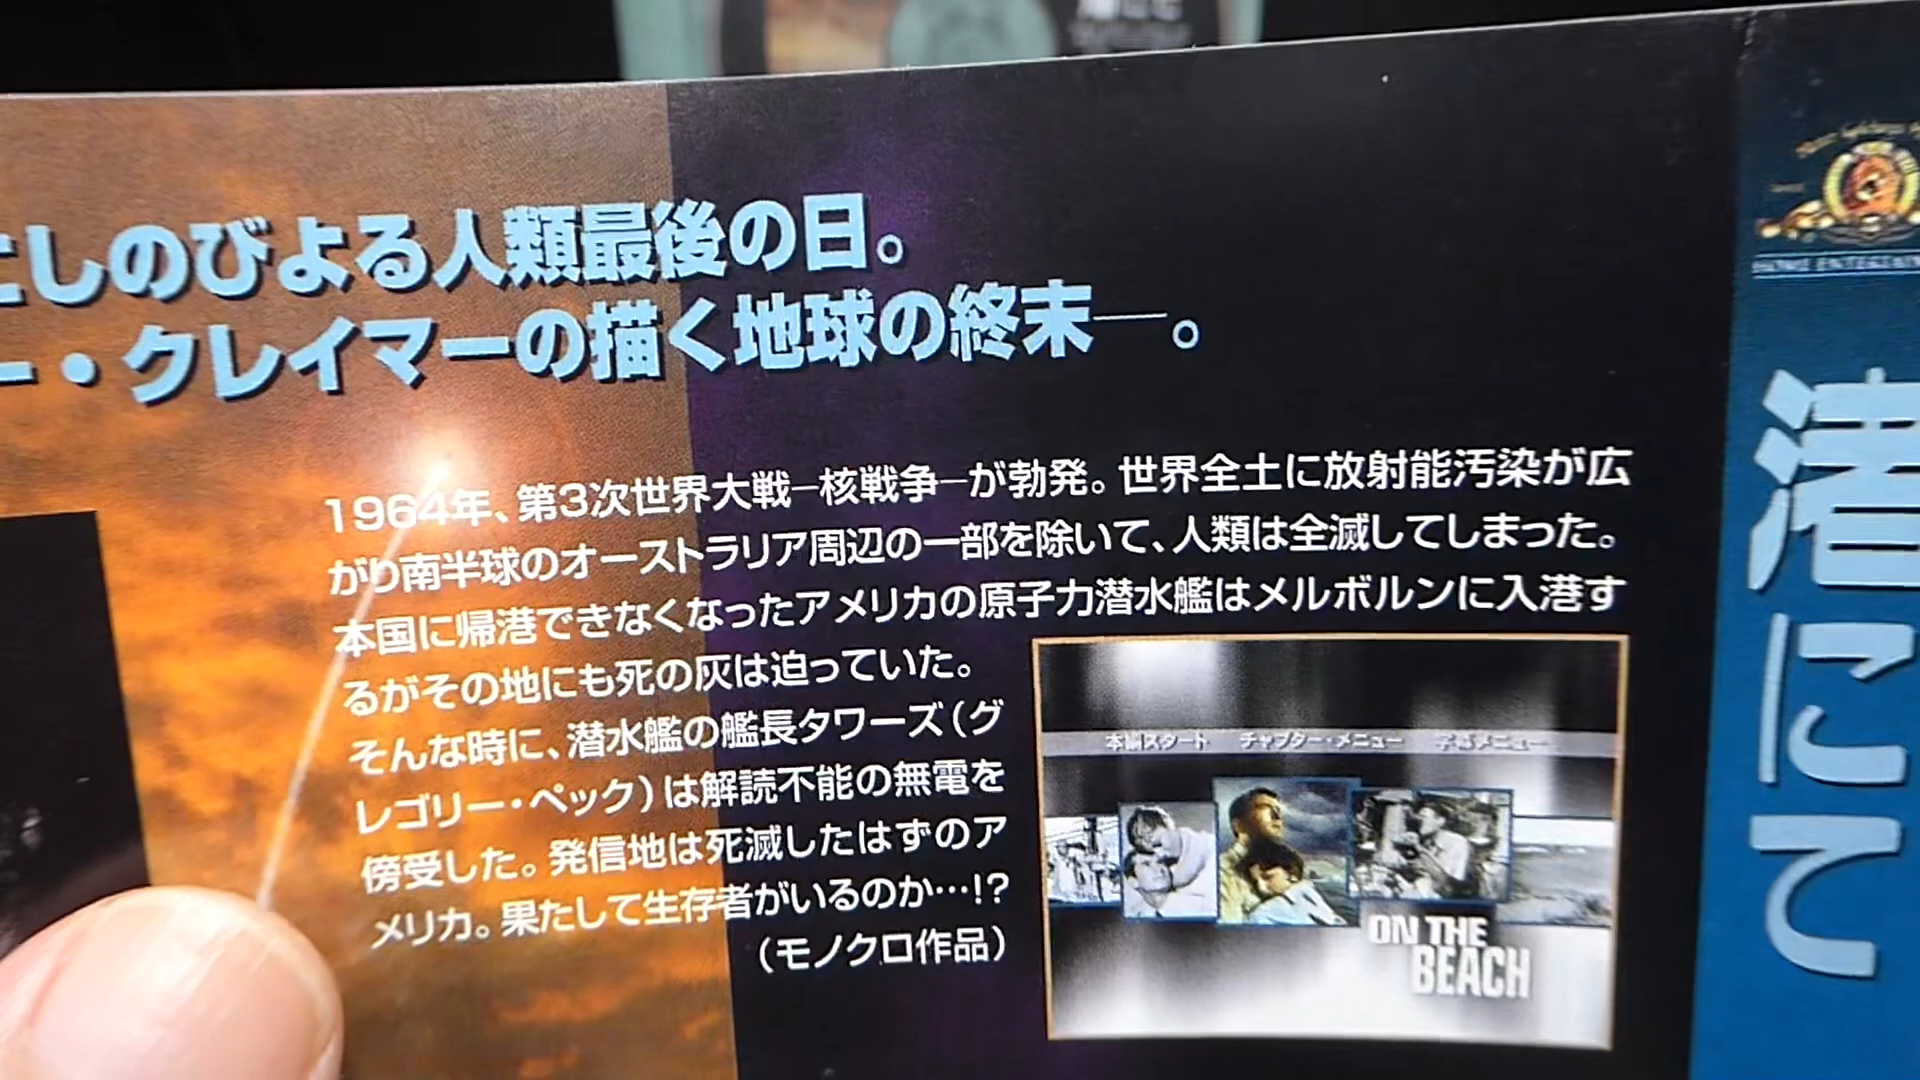 しのびよる人類最後の日。
ー・クレイマーの描く地球の終末―。
1964年、第3次世界大戦―核戦争―が勃発。世界全土に放射能汚染が広
がり南半球のオーストラリア周辺の一部を除いて、人類は全滅してしまった。
本国に帰港できなくなったアメリカの原子力潜水艦はメルボルンに入港す
るがその地にも死の灰は迫っていた。
そんな時に、潜水艦の艦長タワーズ(グ
レゴリー・ペック)は解読不能の無電を
傍受した。発信地は死滅したはずのア
メリカ。果たして生存者がいるのか…!?
(モノクロ作品)
本編スタート チャプター・メニュー 字幕メニュー
ON THE
BEACH
渚にて